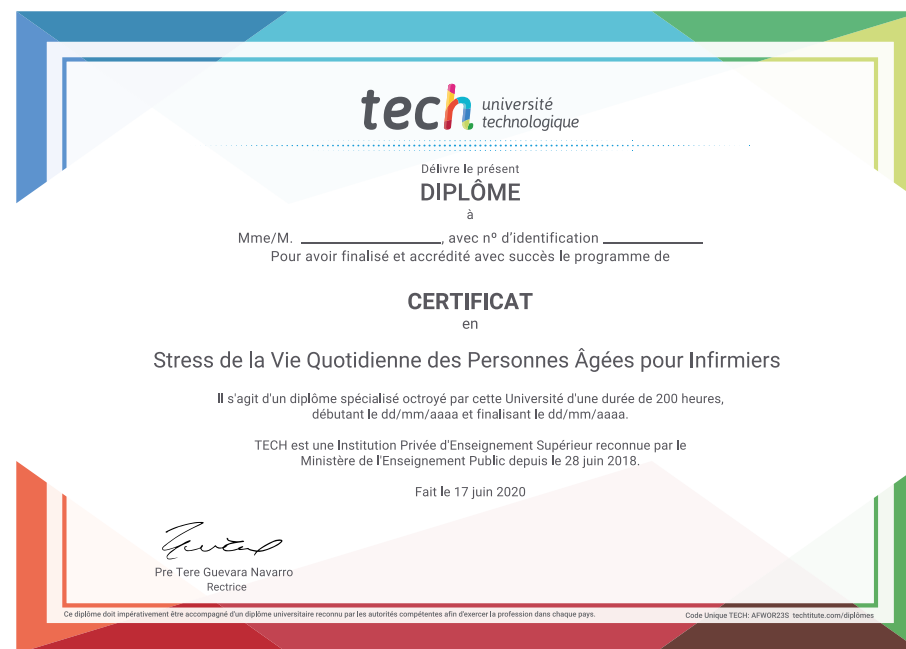 tech université
technologique
Délivre le présent
DIPLÔME
à
Mme/M. ____________________, avec nº d'identification ______________
Pour avoir finalisé et accrédité avec succès le programme de
CERTIFICAT
en
Stress de la Vie Quotidienne des Personnes Âgées pour Infirmiers
Il s'agit d'un diplôme spécialisé octroyé par cette Université d'une durée de 200 heures,
débutant le dd/mm/aaaa et finalisant le dd/mm/aaaa.
TECH est une Institution Privée d'Enseignement Supérieur reconnue par le
Ministère de l'Enseignement Public depuis le 28 juin 2018.
Fait le 17 juin 2020
Pre Tere Guevara Navarro
Rectrice
Ce diplôme doit impérativement être accompagné d'un diplôme universitaire reconnu par les autorités compétentes afin d'exercer la profession dans chaque pays.
Code Unique TECH: AFWOR23S techtitute.com/diplômes